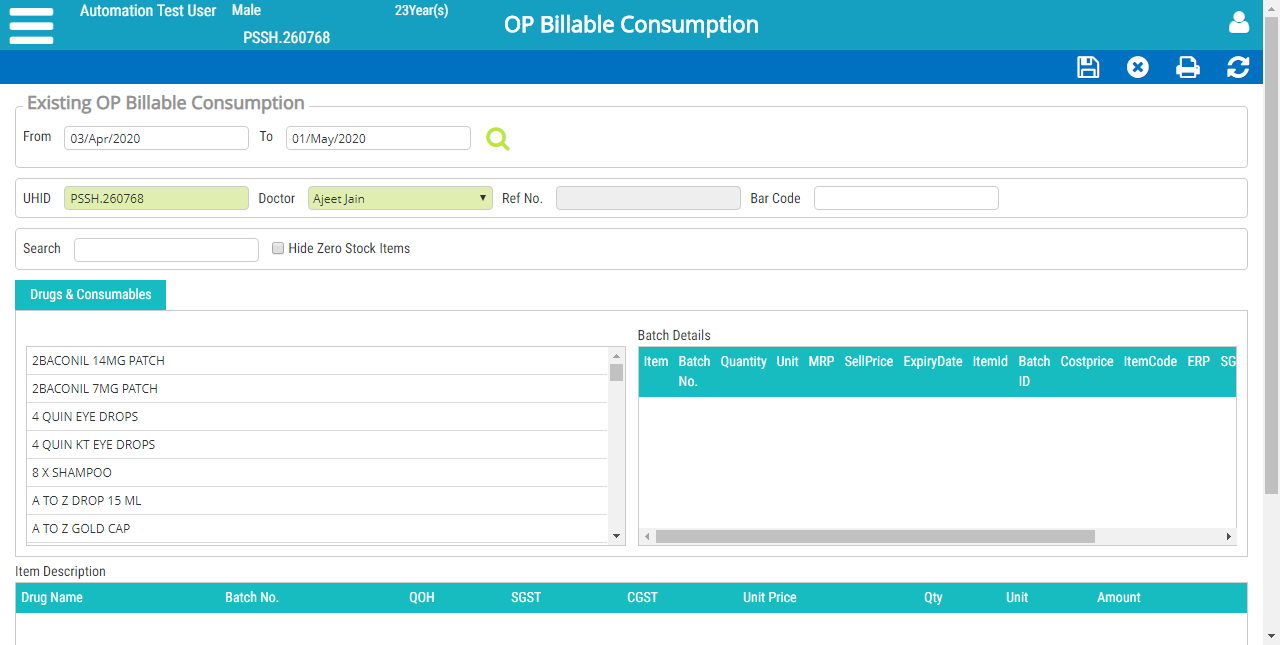 Automation Test User Male 23Year(s)
PSSH.260768
OP Billable Consumption
Existing OP Billable Consumption
From 03/Apr/2020 To 01/May/2020
UHID PSSH.260768 Doctor Ajeet Jain Ref No. Bar Code
Search Hide Zero Stock Items
Drugs & Consumables
2BACONIL 14MG PATCH
2BACONIL 7MG PATCH
4 QUIN EYE DROPS
4 QUIN KT EYE DROPS
8 X SHAMPOO
A TO Z DROP 15 ML
A TO Z GOLD CAP
Batch Details
Item Batch No. Quantity Unit MRP SellPrice ExpiryDate ItemId Batch ID Costprice ItemCode ERP SG
Item Description
Drug Name Batch No. QOH SGST CGST Unit Price Qty Unit Amount